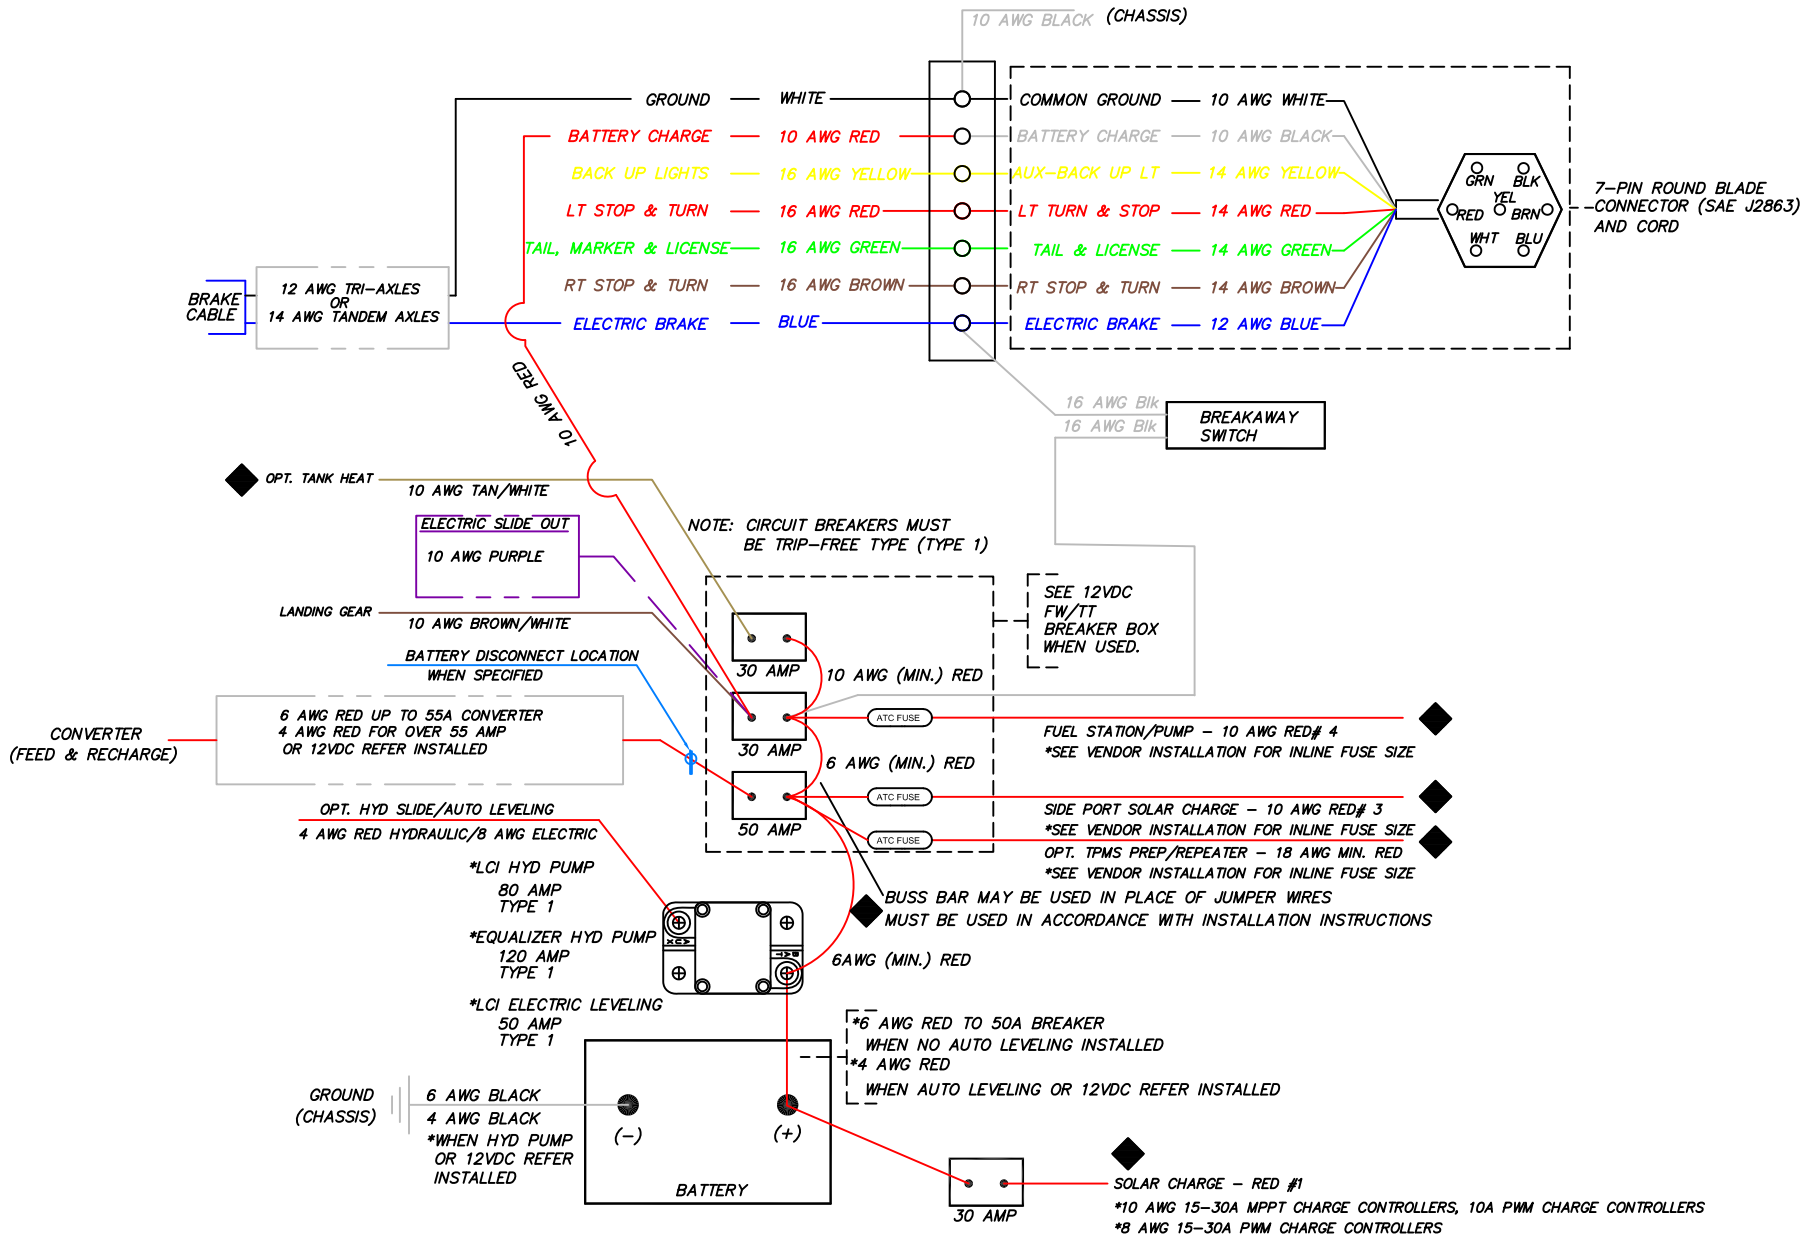 10 AWG BLACK (CHASSIS)
GROUND — WHITE
COMMON GROUND — 10 AWG WHITE
BATTERY CHARGE — 10 AWG RED
BATTERY CHARGE — 10 AWG BLACK
BACK UP LIGHTS — 16 AWG YELLOW
AUX-BACK UP LT — 14 AWG YELLOW
LT STOP & TURN — 16 AWG RED
LT TURN & STOP — 14 AWG RED
TAIL, MARKER & LICENSE — 16 AWG GREEN
TAIL & LICENSE — 14 AWG GREEN
RT STOP & TURN — 16 AWG BROWN
RT STOP & TURN — 14 AWG BROWN
ELECTRIC BRAKE — BLUE
ELECTRIC BRAKE — 12 AWG BLUE
GRN BLK
YEL
RED BRN
WHT BLU
7-PIN ROUND BLADE
CONNECTOR (SAE J2863)
AND CORD
BRAKE
CABLE
12 AWG TRI-AXLES
OR
14 AWG TANDEM AXLES
10 AWG RED
16 AWG Blk
16 AWG Blk
BREAKAWAY
SWITCH
OPT. TANK HEAT
10 AWG TAN/WHITE
ELECTRIC SLIDE OUT
10 AWG PURPLE
NOTE: CIRCUIT BREAKERS MUST
BE TRIP-FREE TYPE (TYPE 1)
LANDING GEAR
10 AWG BROWN/WHITE
BATTERY DISCONNECT LOCATION
WHEN SPECIFIED
SEE 12VDC
FW/TT
BREAKER BOX
WHEN USED.
30 AMP
10 AWG (MIN.) RED
30 AMP
6 AWG (MIN.) RED
50 AMP
CONVERTER
(FEED & RECHARGE)
6 AWG RED UP TO 55A CONVERTER
4 AWG RED FOR OVER 55 AMP
OR 12VDC REFER INSTALLED
ATC FUSE
FUEL STATION/PUMP - 10 AWG RED# 4
*SEE VENDOR INSTALLATION FOR INLINE FUSE SIZE
ATC FUSE
SIDE PORT SOLAR CHARGE - 10 AWG RED# 3
*SEE VENDOR INSTALLATION FOR INLINE FUSE SIZE
ATC FUSE
OPT. TPMS PREP/REPEATER - 18 AWG MIN. RED
*SEE VENDOR INSTALLATION FOR INLINE FUSE SIZE
OPT. HYD SLIDE/AUTO LEVELING
4 AWG RED HYDRAULIC/8 AWG ELECTRIC
BUSS BAR MAY BE USED IN PLACE OF JUMPER WIRES
MUST BE USED IN ACCORDANCE WITH INSTALLATION INSTRUCTIONS
*LCI HYD PUMP
80 AMP
TYPE 1
*EQUALIZER HYD PUMP
120 AMP
TYPE 1
*LCI ELECTRIC LEVELING
50 AMP
TYPE 1
AUX
BAT
6AWG (MIN.) RED
*6 AWG RED TO 50A BREAKER
WHEN NO AUTO LEVELING INSTALLED
*4 AWG RED
WHEN AUTO LEVELING OR 12VDC REFER INSTALLED
GROUND
(CHASSIS)
6 AWG BLACK
4 AWG BLACK
*WHEN HYD PUMP
OR 12VDC REFER
INSTALLED
(-)
(+)
BATTERY
30 AMP
SOLAR CHARGE - RED #1
*10 AWG 15-30A MPPT CHARGE CONTROLLERS, 10A PWM CHARGE CONTROLLERS
*8 AWG 15-30A PWM CHARGE CONTROLLERS